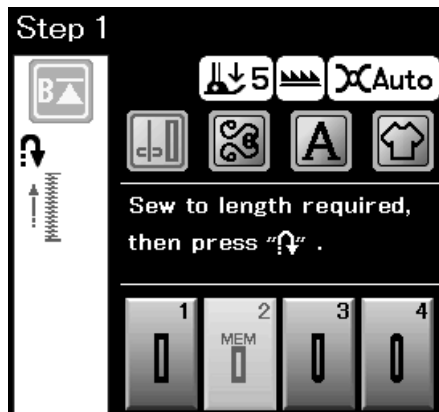 Step 1
B
5
Auto
A
Sew to length required,
then press “ ” .
1
2
3
4
MEM